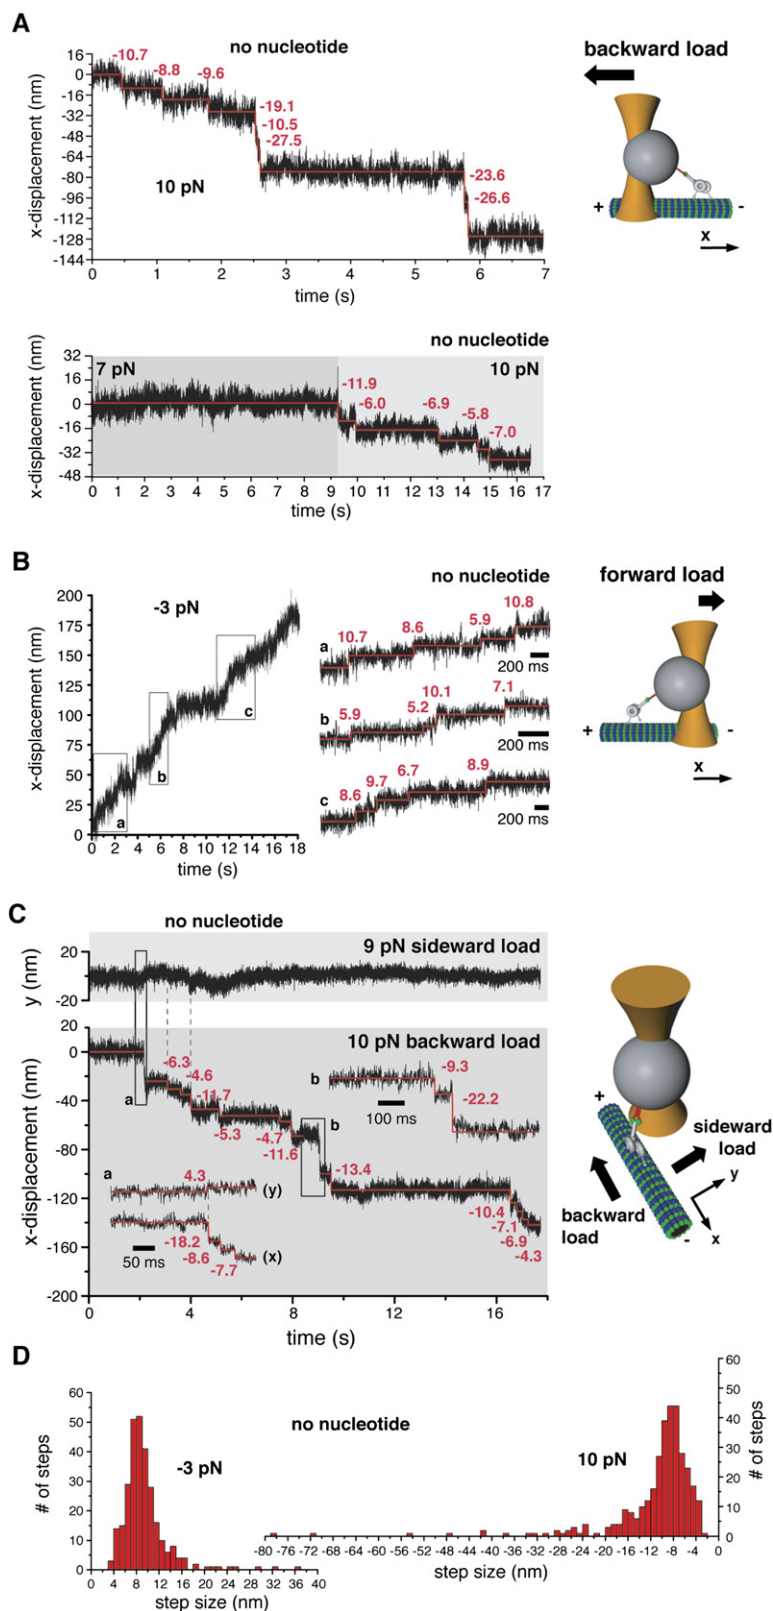 A
no nucleotide
backward load
x-displacement (nm)
16
0
-16
-32
-48
-64
-80
-96
-112
-128
-144
-10.7
-8.8
-9.6
-19.1
-10.5
-27.5
-23.6
-26.6
10 pN
0 1 2 3 4 5 6 7
time (s)
+ -
x
no nucleotide
7 pN
10 pN
x-displacement (nm)
32
16
0
-16
-32
-48
-11.9
-6.0
-6.9
-5.8
-7.0
0 1 2 3 4 5 6 7 8 9 10 11 12 13 14 15 16 17
time (s)
B
no nucleotide
forward load
-3 pN
x-displacement (nm)
200
175
150
125
100
75
50
25
0
a
b
c
0 2 4 6 8 10 12 14 16 18
time (s)
a
10.7
8.6
5.9
10.8
200 ms
b
5.9
5.2
10.1
7.1
200 ms
c
8.6
9.7
6.7
8.9
200 ms
+ -
x
C
no nucleotide
9 pN sideward load
y (nm)
20
0
-20
10 pN backward load
x-displacement (nm)
20
0
-40
-80
-120
-160
-200
a
-6.3
-4.6
-11.7
-5.3
-4.7
-11.6
b
-13.4
-10.4
-7.1
-6.9
-4.3
b
-9.3
-22.2
100 ms
a
4.3
(y)
-18.2
-8.6
-7.7
(x)
50 ms
0 4 8 12 16
time (s)
+
sideward load
y
backward load
x
-
D
no nucleotide
-3 pN
# of steps
60
50
40
30
20
10
0
0 4 8 12 16 20 24 28 32 36 40
step size (nm)
10 pN
# of steps
60
50
40
30
20
10
0
-80 -76 -72 -68 -64 -60 -56 -52 -48 -44 -40 -36 -32 -28 -24 -20 -16 -12 -8 -4 0
step size (nm)